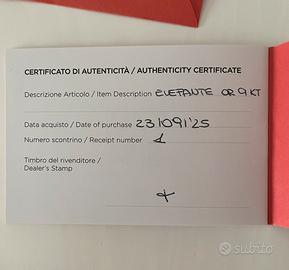 CERTIFICATO DI AUTENTICITÀ / AUTHENTICITY CERTIFICATE
Descrizione Articolo / Item Description ELEFANTE OR 9 KT
Data acquisto / Date of purchase 23/09/'25
Numero scontrino / Receipt number 1
Timbro del rivenditore /
Dealer's Stamp
subito